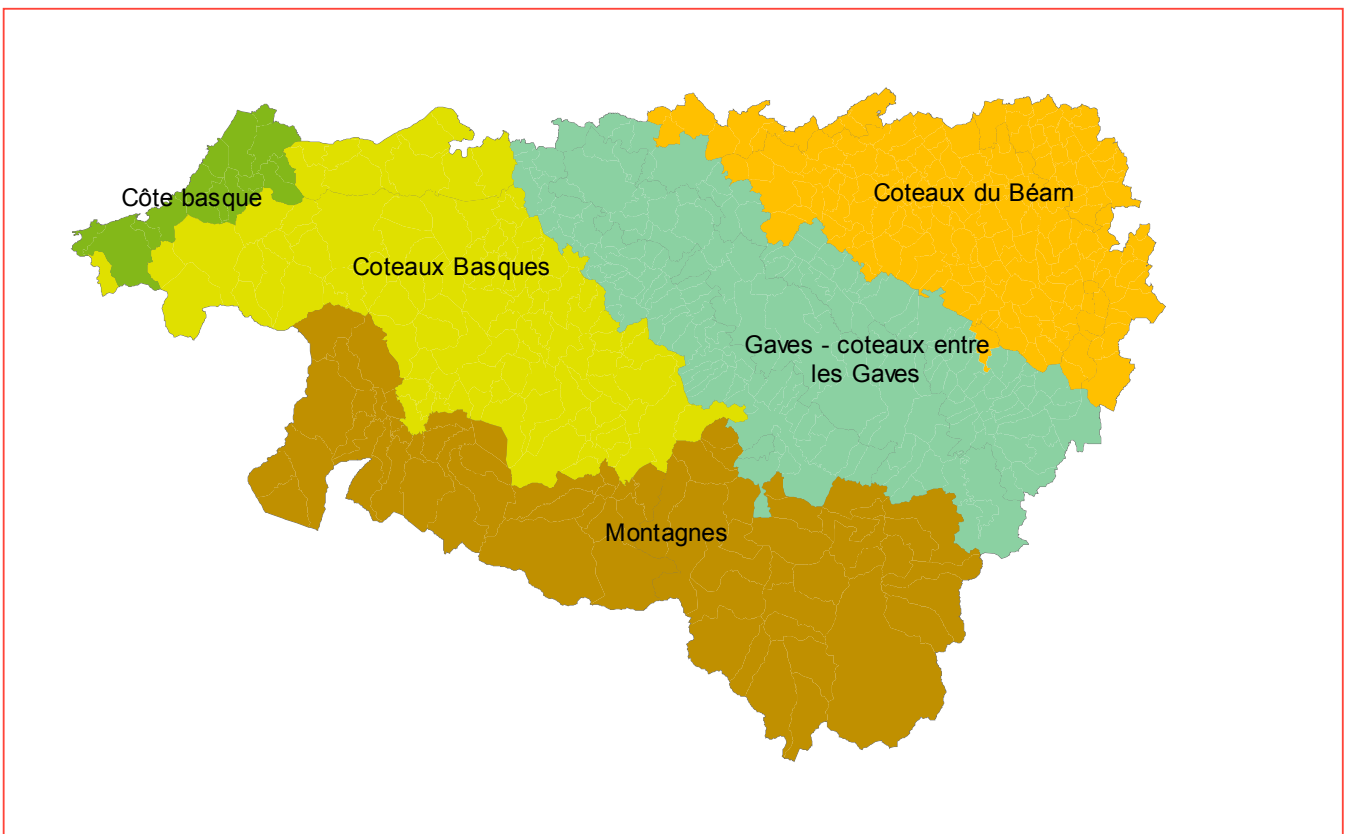 Côte basque
Coteaux du Béarn
Coteaux Basques
Gaves - coteaux entre
les Gaves
Montagnes